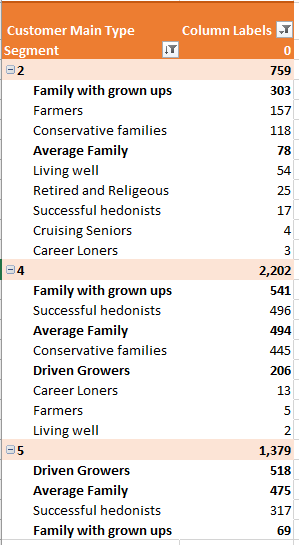 Customer Main Type Column Labels
Segment 0
2 759
Family with grown ups 303
Farmers 157
Conservative families 118
Average Family 78
Living well 54
Retired and Religeous 25
Successful hedonists 17
Cruising Seniors 4
Career Loners 3
4 2,202
Family with grown ups 541
Successful hedonists 496
Average Family 494
Conservative families 445
Driven Growers 206
Career Loners 13
Farmers 5
Living well 2
5 1,379
Driven Growers 518
Average Family 475
Successful hedonists 317
Family with grown ups 69